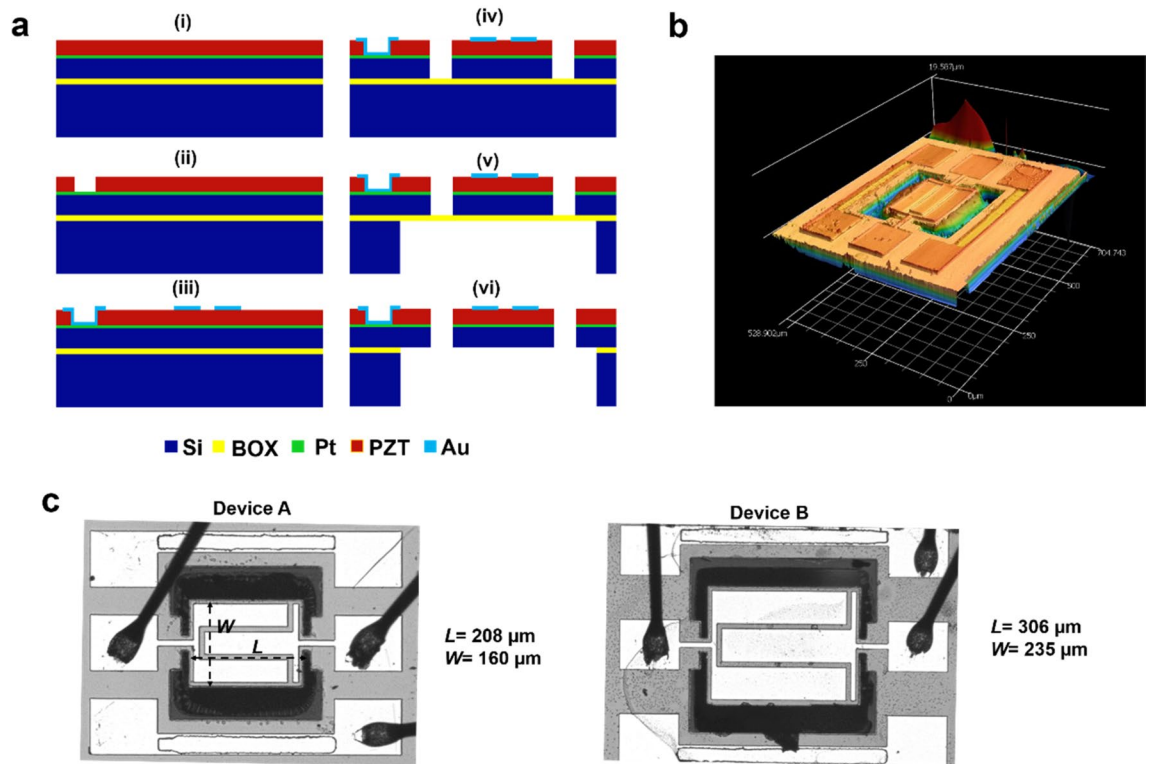 a
(i)
(iv)
(ii)
(v)
(iii)
(vi)
Si BOX Pt PZT Au
b
19.587µm
704.743
500
250
0µm
0
250
528.902µm
c
Device A
W
L
L= 208 µm
W= 160 µm
Device B
L= 306 µm
W= 235 µm